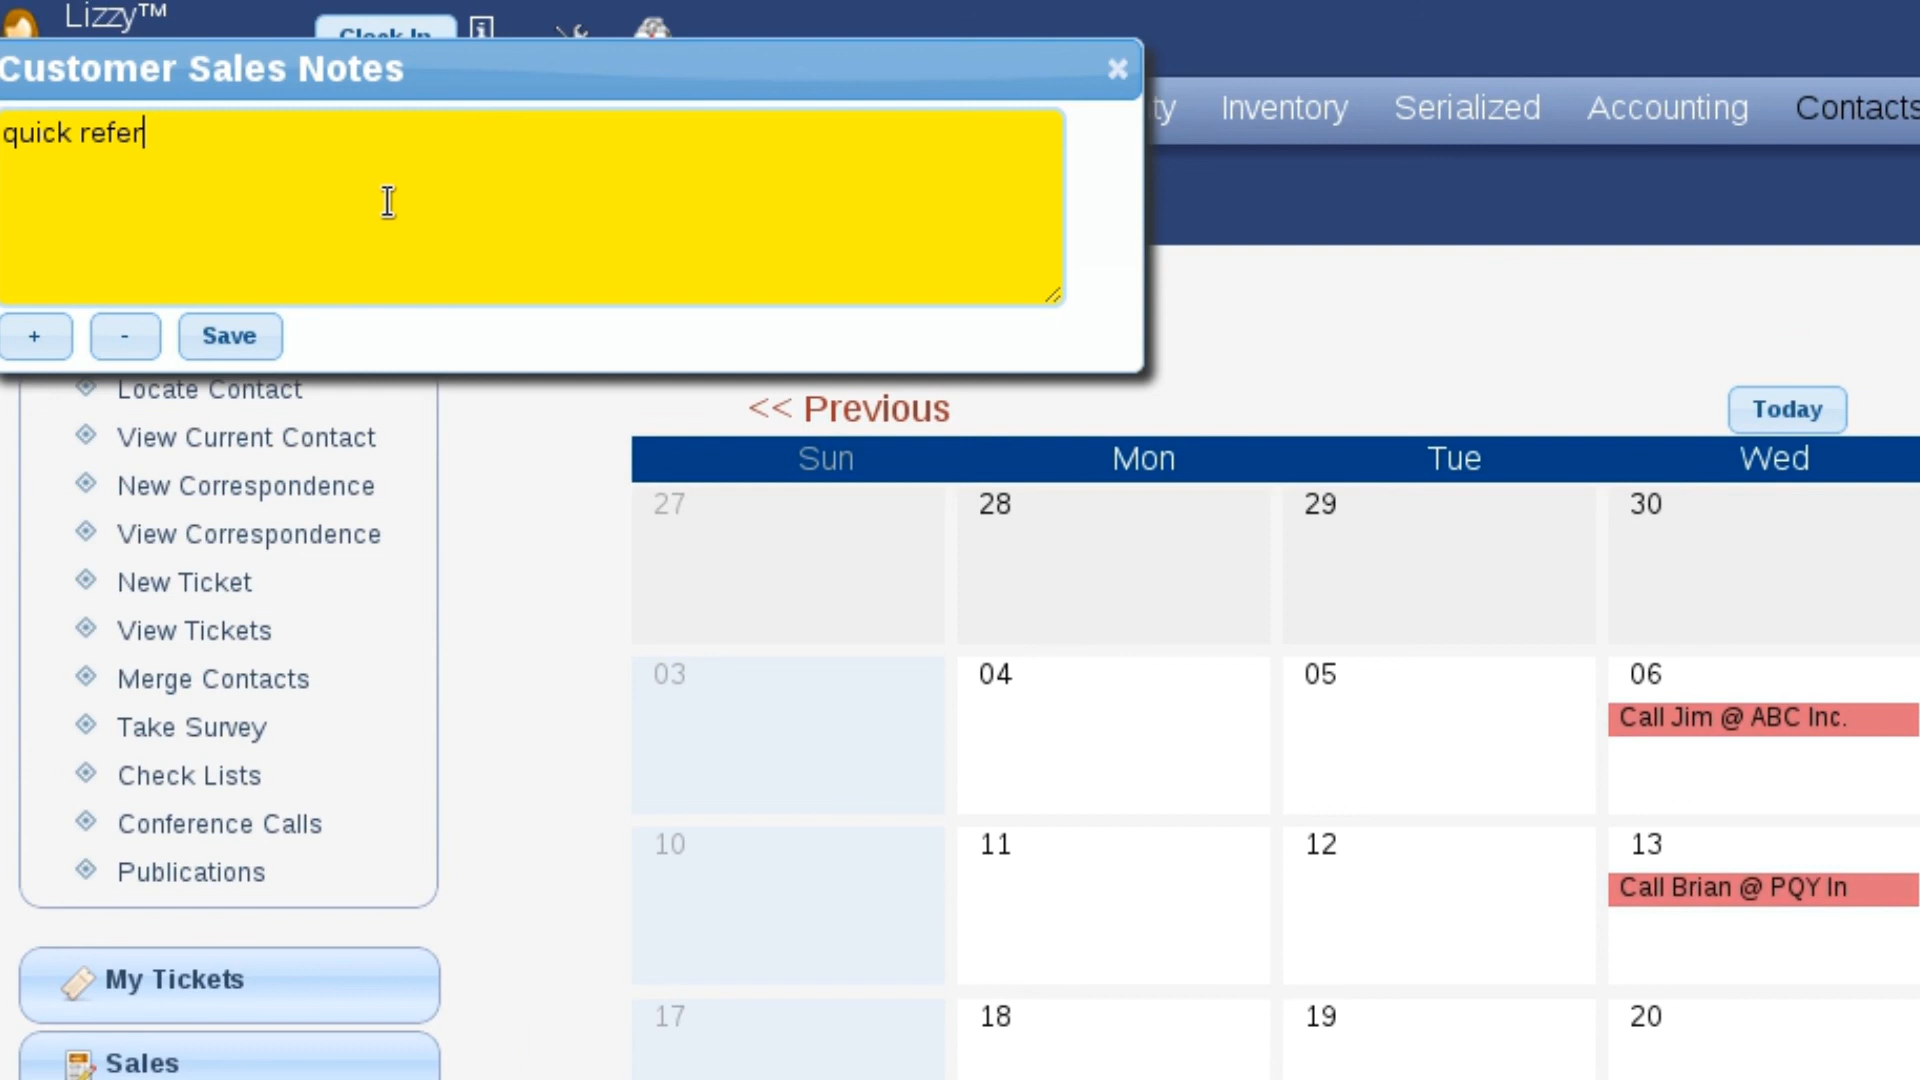 Lizzy™
Clock In
Customer Sales Notes
quick refer
+ - Save
Inventory Serialized Accounting Contacts
Locate Contact
View Current Contact
New Correspondence
View Correspondence
New Ticket
View Tickets
Merge Contacts
Take Survey
Check Lists
Conference Calls
Publications
My Tickets
Sales
<< Previous
Today
Sun Mon Tue Wed
27 28 29 30
03 04 05 06
Call Jim @ ABC Inc.
10 11 12 13
Call Brian @ PQY In
17 18 19 20